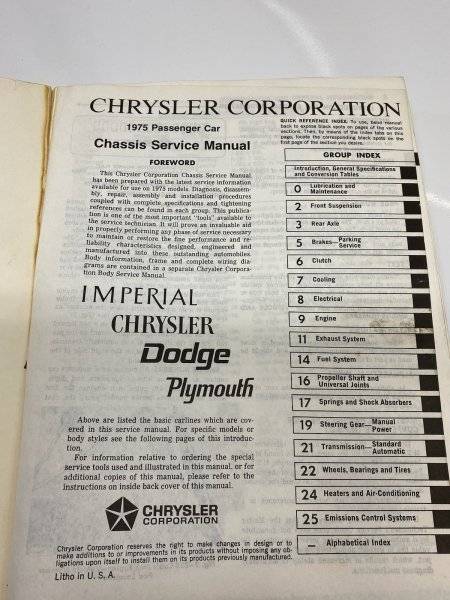 CHRYSLER CORPORATION
1975 Passenger Car
Chassis Service Manual
FOREWORD
This Chrysler Corporation Chassis Service Manual
has been prepared with the latest service information
available for use on 1975 models. Diagnosis, disassem-
bly, repair, assembly and installation procedures
coupled with complete specifications and tightening
references can be found in each group. This publica-
tion is one of the most important "tools" available to
the service technician. It will prove an invaluable aid
in properly performing any phase of service necessary
to maintain or restore the fine performance and re-
liability characteristics designed, engineered and
manufactured into these outstanding automobiles.
Body information, frame and complete wiring dia-
grams are contained in a separate Chrysler Corpora-
tion Body Service Manual.
IMPERIAL
CHRYSLER
Dodge
Plymouth
Above are listed the basic carlines which are cov-
ered in this service manual. For specific models or
body styles see the following pages of this introduc-
tion.
For information relative to ordering the special
service tools used and illustrated in this manual, or for
additional copies of this manual, please refer to the
instructions on inside back cover of this manual.
CHRYSLER
CORPORATION
Chrysler Corporation reserves the right to make changes in design or to
make additions to or improvements in its products without imposing any ob-
ligations upon itself to install them on its products previously manufactured.
Litho in U. S. A.
QUICK REFERENCE INDEX. To use, bend manual
back to expose black spots on pages of the various
sections. Then, by means of the index tabs on this
page, locate the corresponding black spots on the
first page of the section you desire.
GROUP INDEX
Introduction, General Specifications
and Conversion Tables
0 Lubrication and
Maintenance
2 Front Suspension
3 Rear Axle
5 Brakes—Parking
Service
6 Clutch
7 Cooling
8 Electrical
9 Engine
11 Exhaust System
14 Fuel System
16 Propeller Shaft and
Universal Joints
17 Springs and Shock Absorbers
19 Steering Gear—Manual
Power
21 Transmission—Standard
Automatic
22 Wheels, Bearings and Tires
24 Heaters and Air-Conditioning
25 Emissions Control Systems
— Alphabetical Index